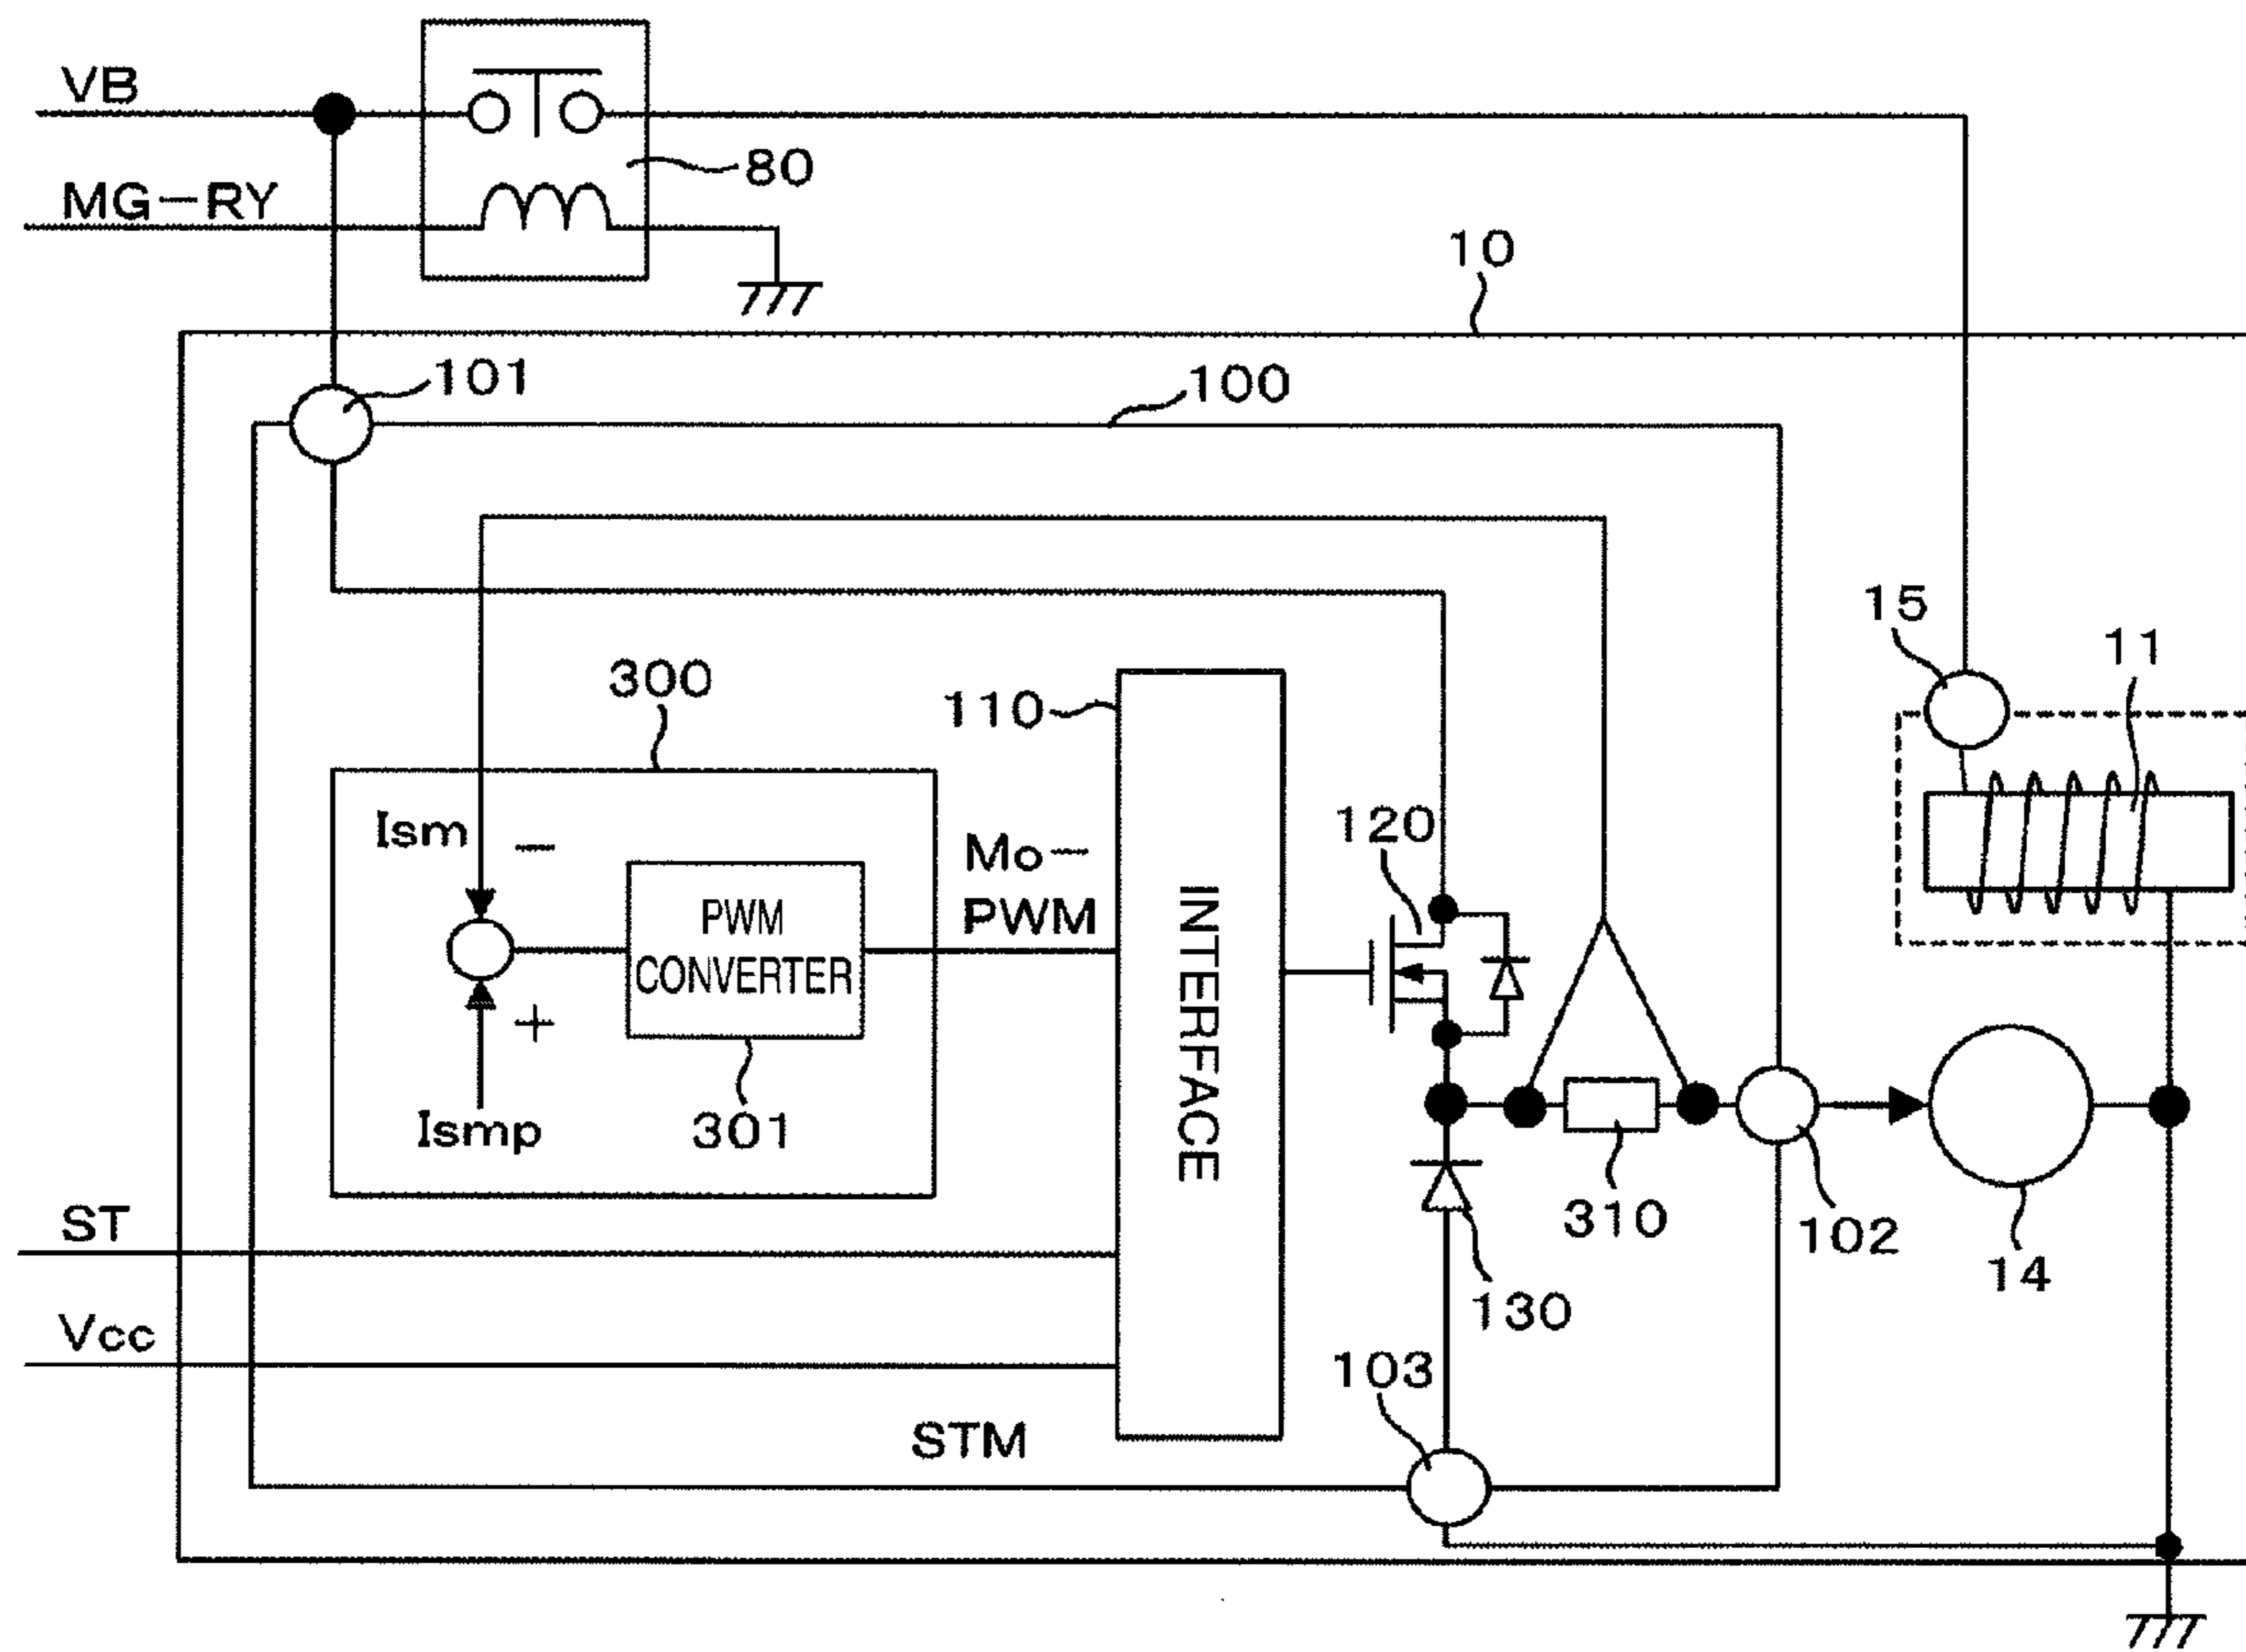 VB
80
MG-RY
10
101
100
15
11
300
110
Ism
-
120
Mo-
PWM
PWM
CONVERTER
INTERFACE
+
Ismp
301
310
102
ST
14
130
Vcc
103
STM